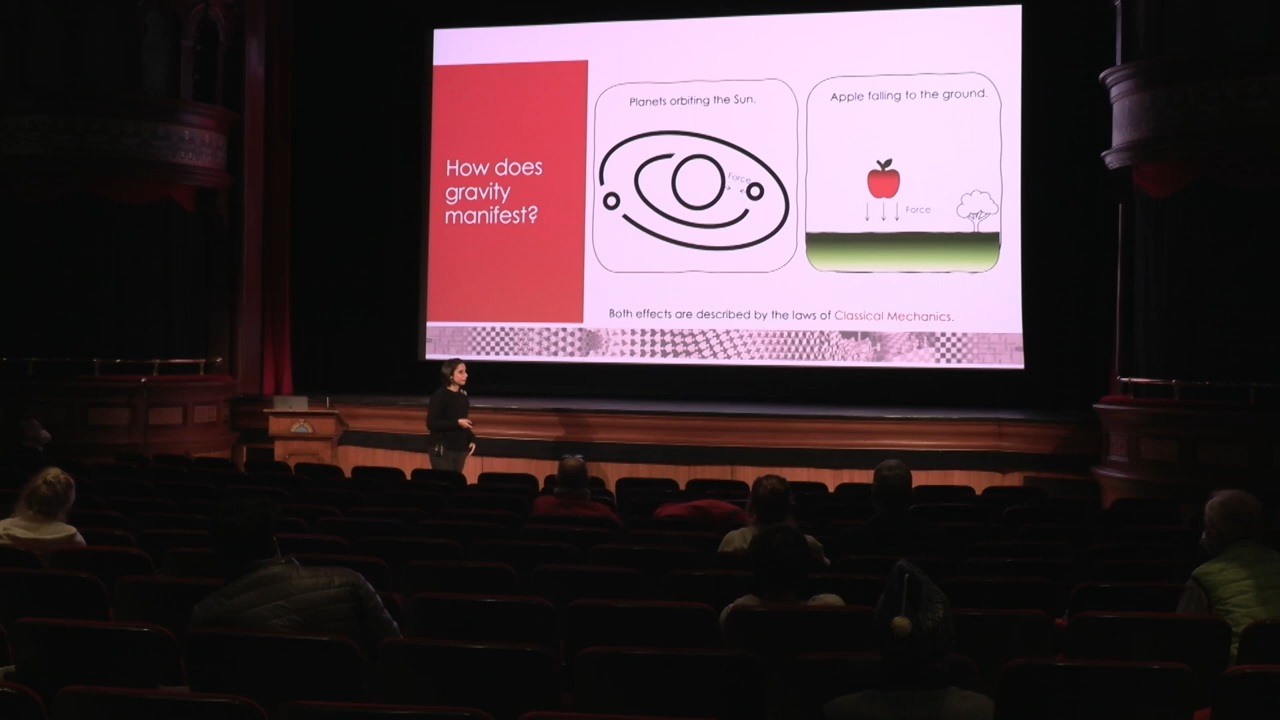 How does
gravity
manifest?
Planets orbiting the Sun.
Force
Apple falling to the ground.
Force
Both effects are described by the laws of Classical Mechanics.